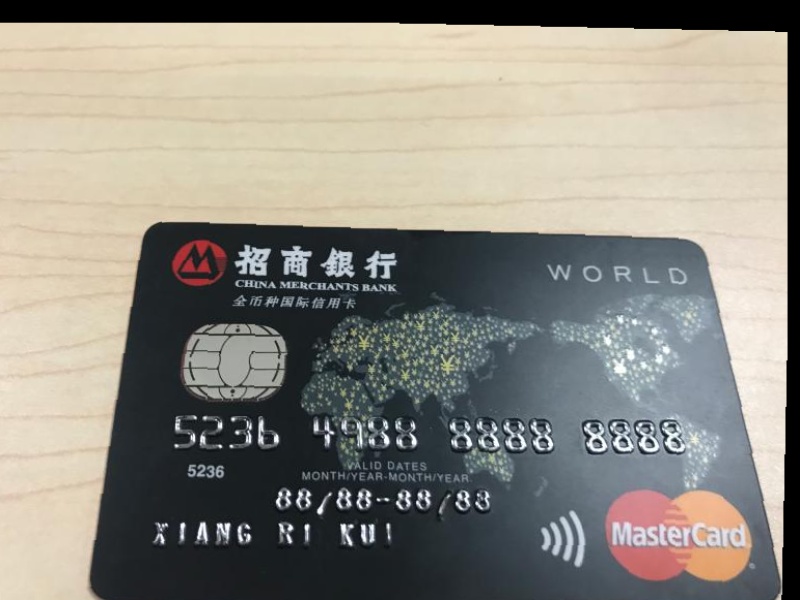 招商銀行
CHINA MERCHANTS BANK
全币种国际信用卡
WORLD
5236 4988 8888 8888
5236
VALID DATES
MONTH/YEAR-MONTH/YEAR
88/88-88/88
XIANG RI KUI
MasterCard